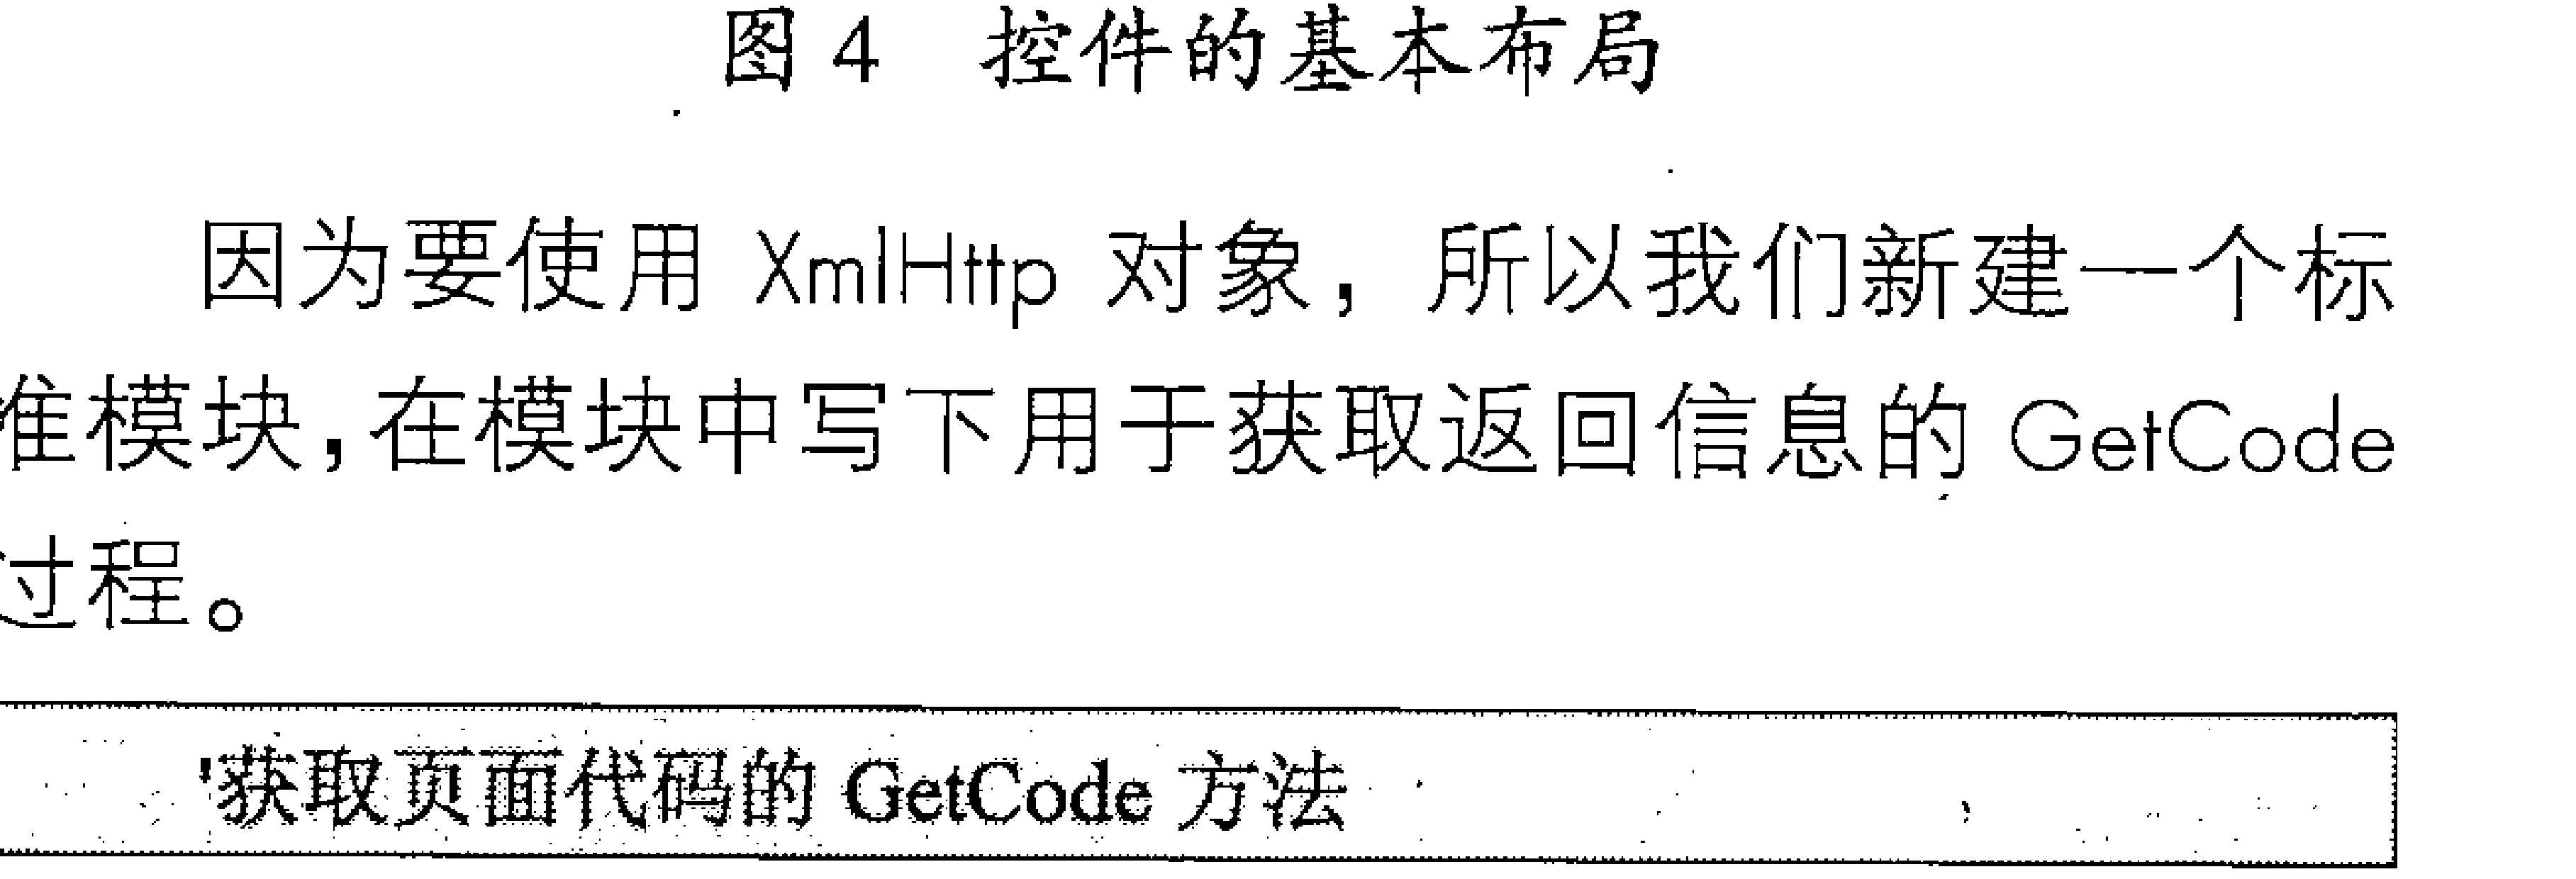 图 4 控件的基本布局
因为要使用 XmlHttp 对象，所以我们新建一个标
准模块，在模块中写下用于获取返回信息的 GetCode
过程。
'获取页面代码的 GetCode 方法